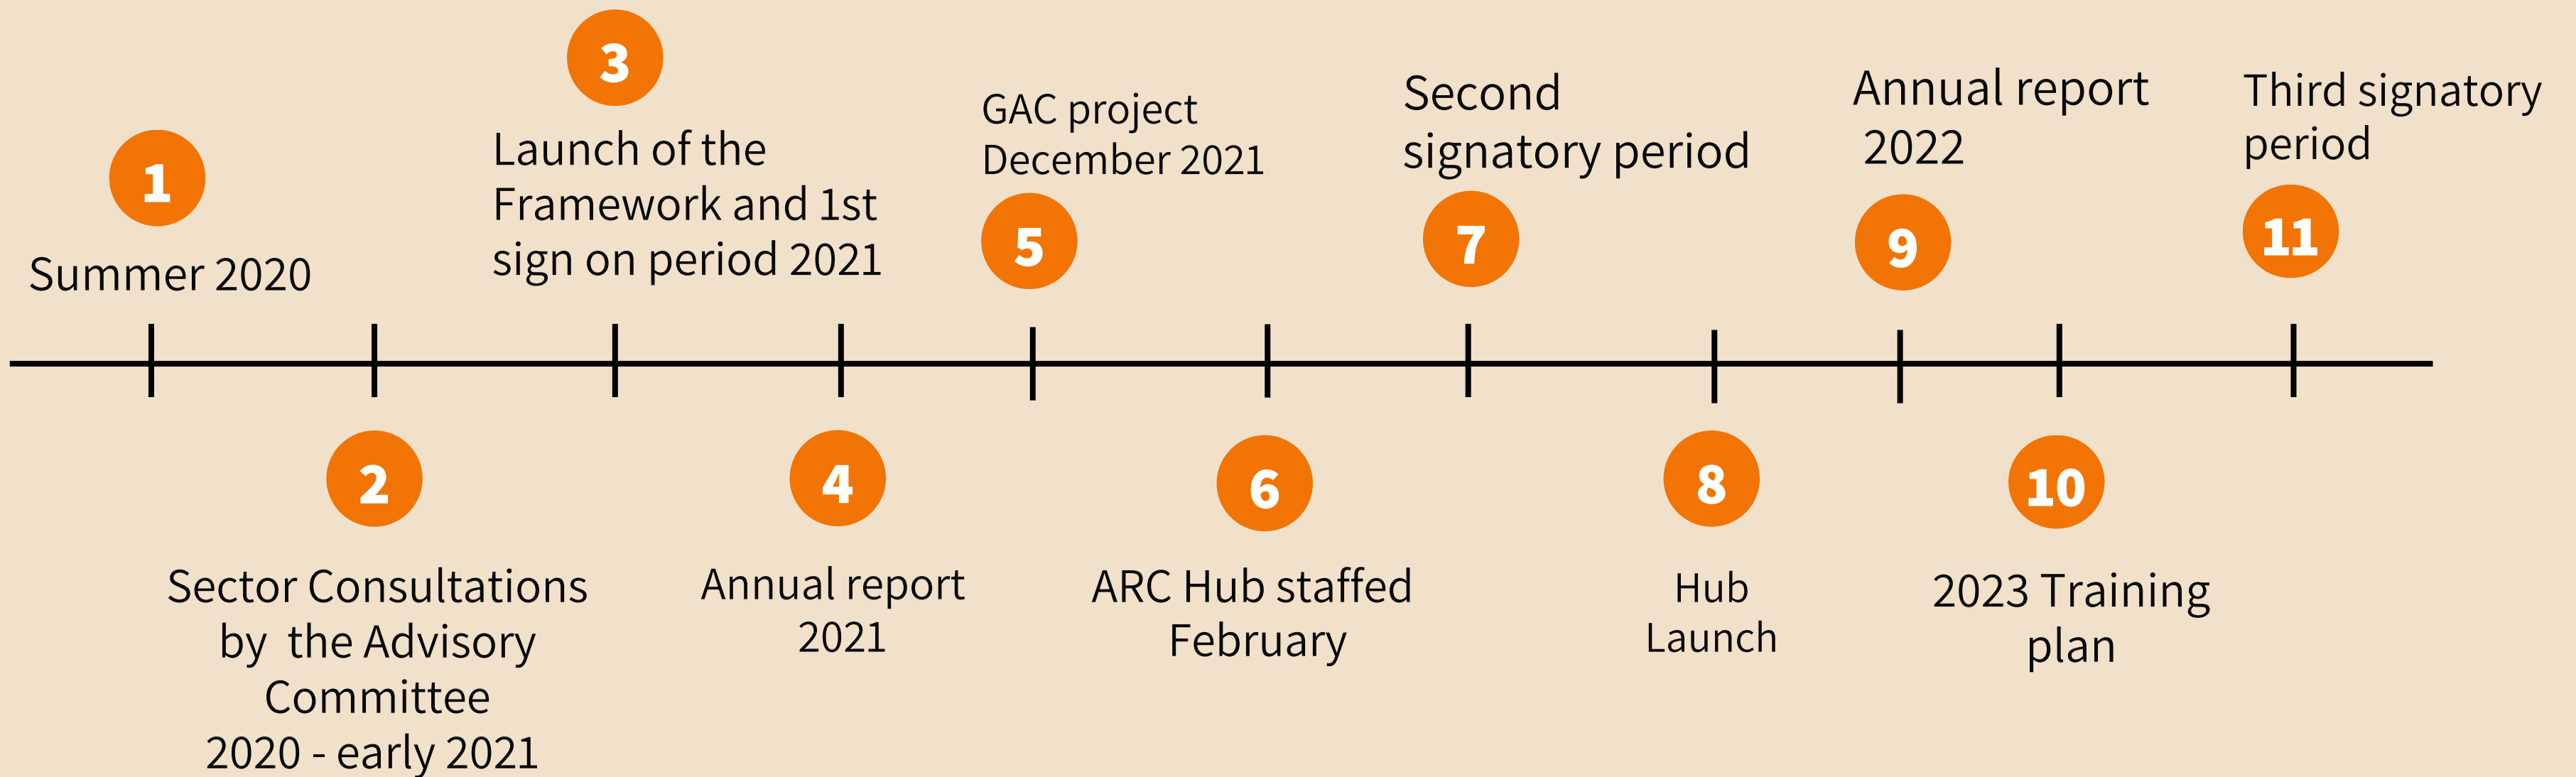 1
Summer 2020
2
Sector Consultations
by  the Advisory
Committee
2020 - early 2021
3
Launch of the
Framework and 1st
sign on period 2021
4
Annual report
2021
GAC project
December 2021
5
6
ARC Hub staffed
February
Second
signatory period
7
8
Hub
Launch
Annual report
2022
9
10
2023 Training
plan
Third signatory
period
11